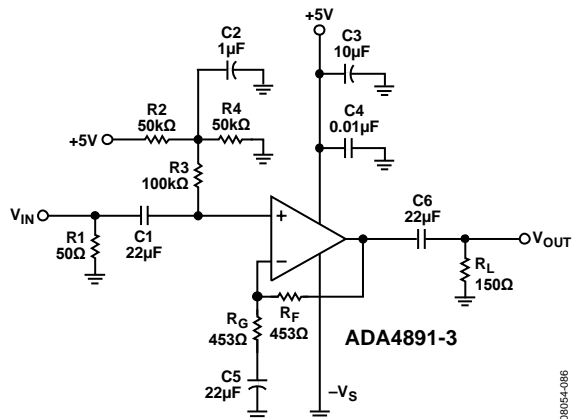 +5V
C2
1µF
C3
10µF
R2
50kΩ
R4
50kΩ
C4
0.01µF
+5V
R3
100kΩ
VIN
C1
22µF
R1
50Ω
+
−
C6
22µF
VOUT
RL
150Ω
RG
453Ω
RF
453Ω
ADA4891-3
C5
22µF
–VS
08054-086